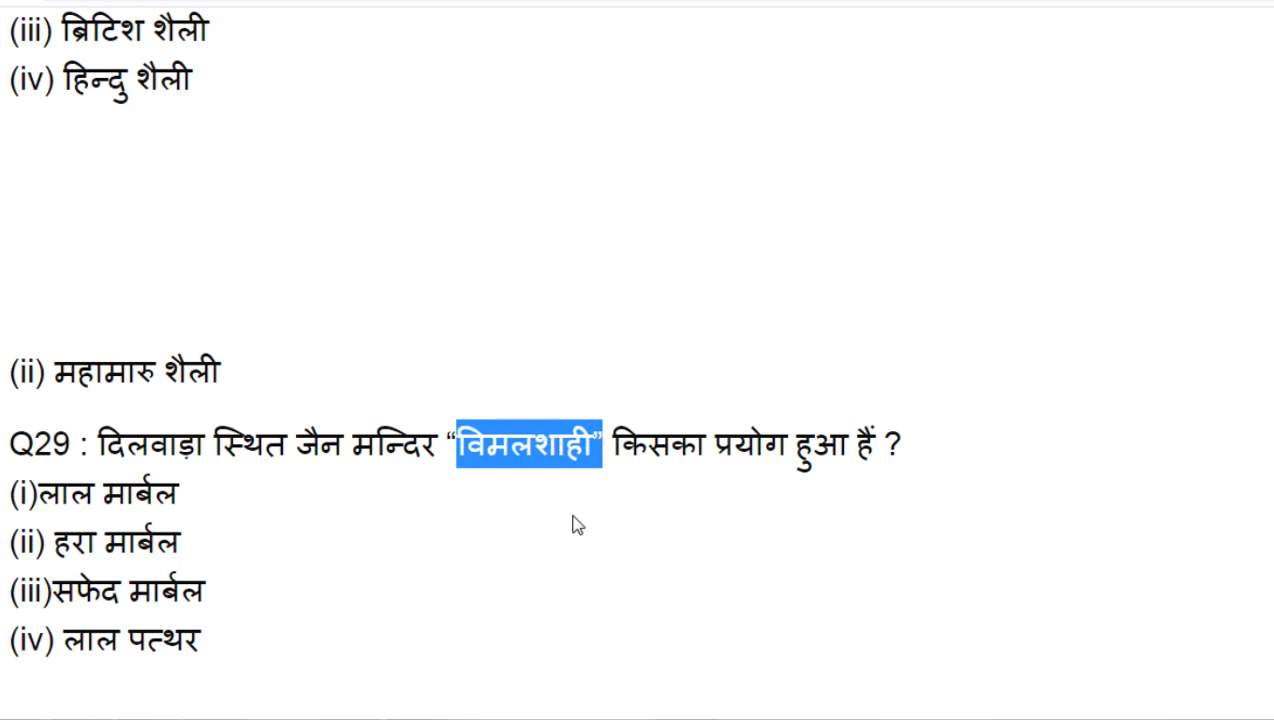 (iii) ब्रिटिश शैली
(iv) हिन्दु शैली
(ii) महामारु शैली
Q29 : दिलवाड़ा स्थित जैन मन्दिर “विमलशाही” किसका प्रयोग हुआ हैं ?
(i)लाल मार्बल
(ii) हरा मार्बल
(iii)सफेद मार्बल
(iv) लाल पत्थर